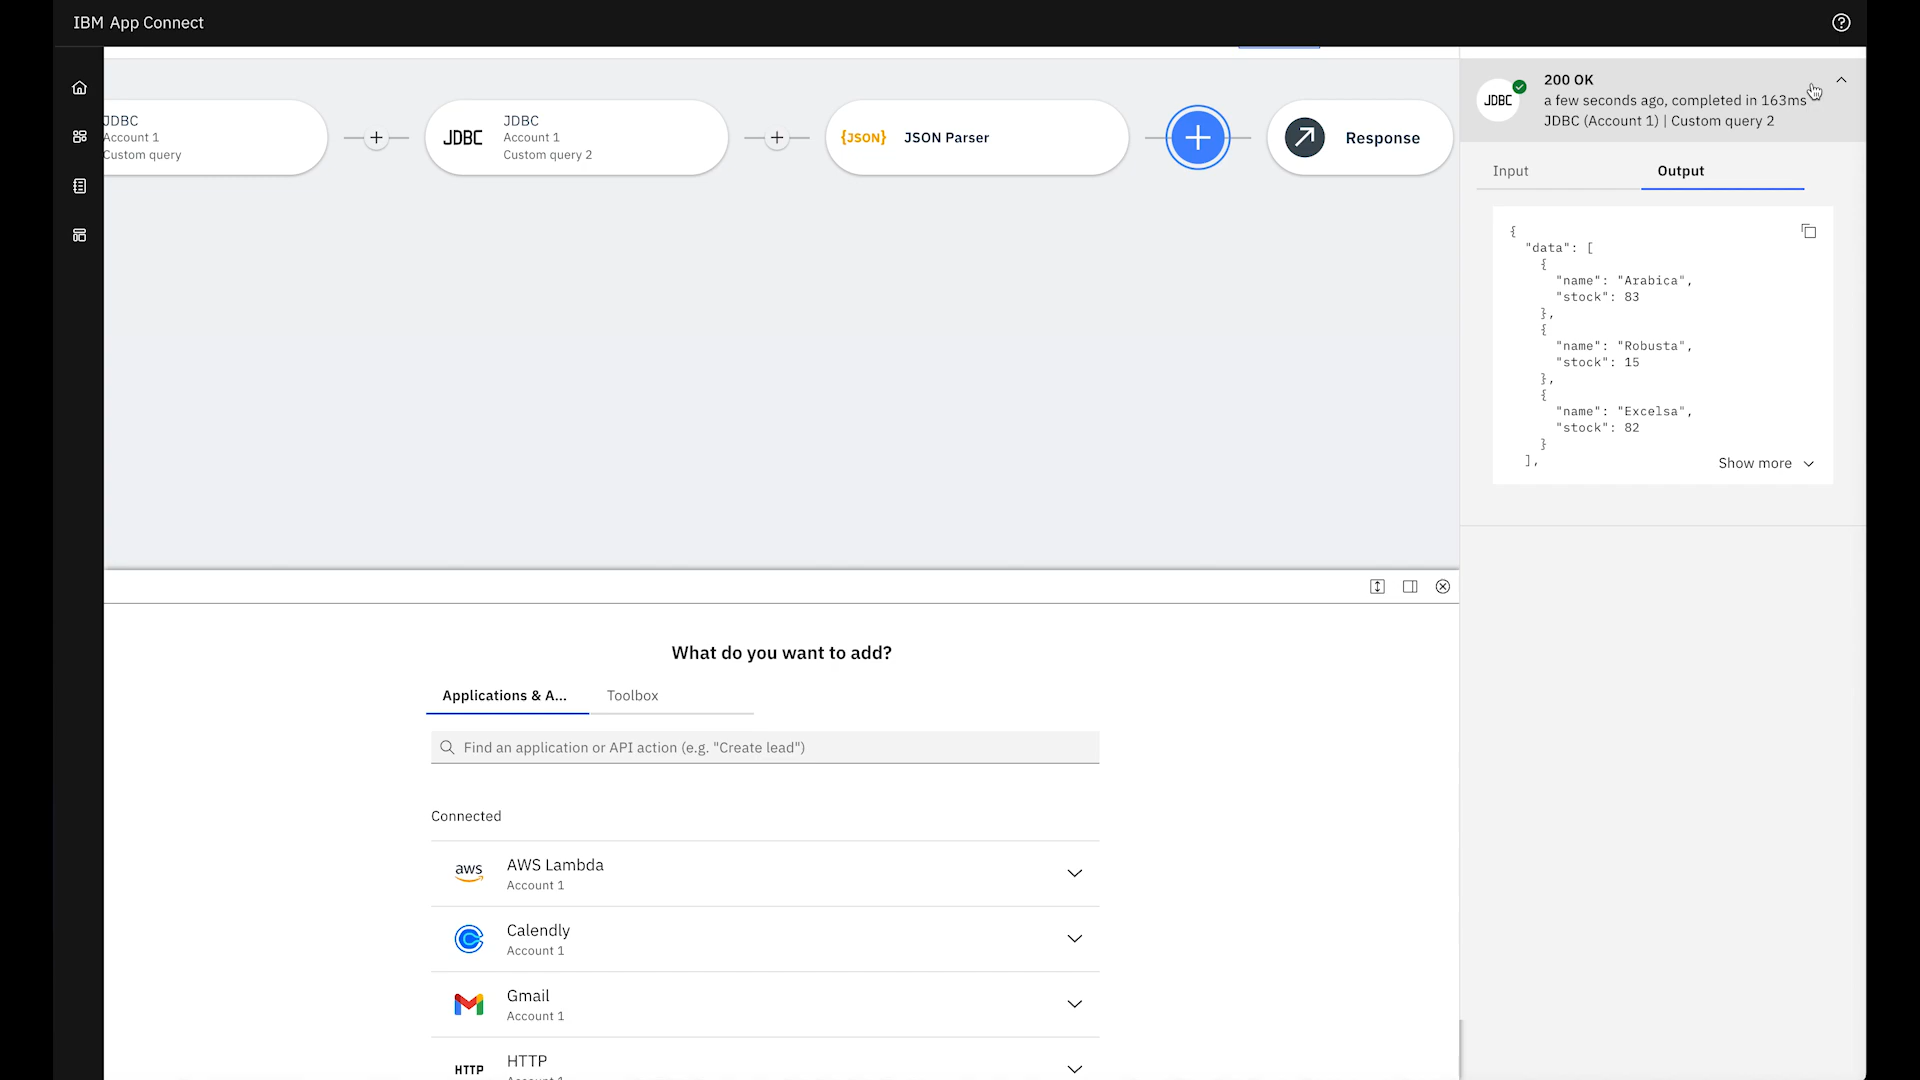 IBM App Connect
JDBC
Account 1
Custom query
JDBC
JDBC
Account 1
Custom query 2
{JSON}
JSON Parser
Response
JDBC
200 OK
a few seconds ago, completed in 163ms
JDBC (Account 1) | Custom query 2
Input
Output
{
"data": [
{
"name": "Arabica",
"stock": 83
},
{
"name": "Robusta",
"stock": 15
},
{
"name": "Excelsa",
"stock": 82
}
],
Show more
What do you want to add?
Applications & A...
Toolbox
Find an application or API action (e.g. "Create lead")
Connected
aws
AWS Lambda
Account 1
Calendly
Account 1
Gmail
Account 1
HTTP
HTTP
Account 1